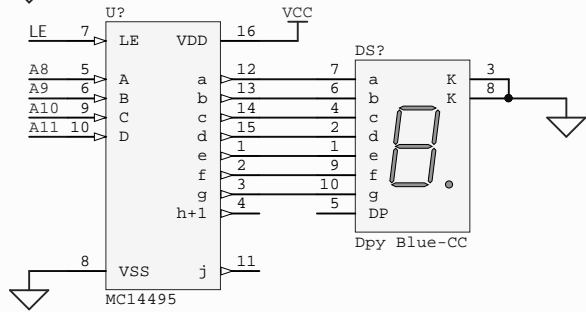 U?
VCC
LE 7 LE VDD 16
DS?
A8 5 A a 12 7 a K 3
A9 6 B b 13 6 b K 8
A10 9 C c 14 4 c
A11 10 D d 15 2 d
e 1 1 e
f 2 9 f
g 3 10 g
h+1 4 5 DP
Dpy Blue-CC
8 VSS j 11
MC14495